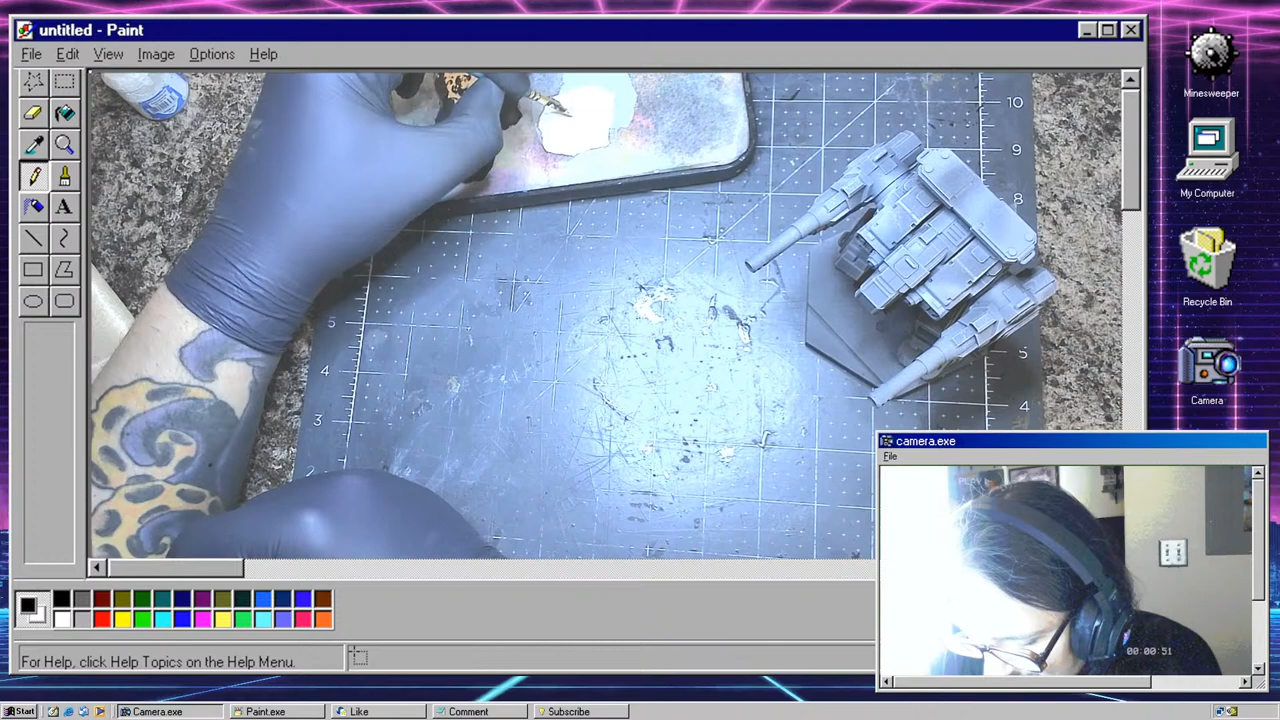 untitled - Paint
File Edit View Image Options Help
10
9
8
5
4
3
2
5
4
Minesweeper
My Computer
Recycle Bin
Camera
camera.exe
File
PLAY
00:00:51
For Help, click Help Topics on the Help Menu.
Start Camera.exe Paint.exe Like Comment Subscribe